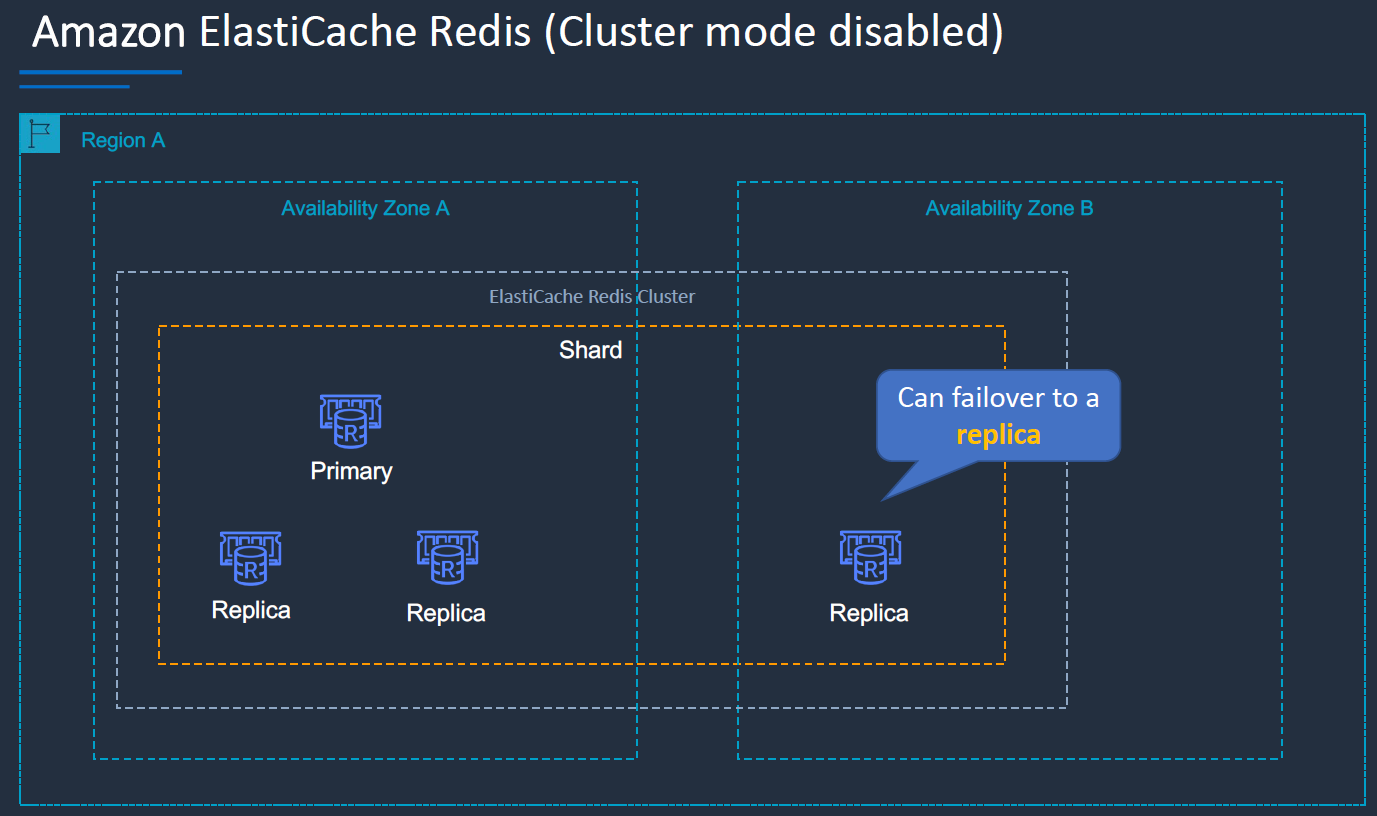 Amazon ElastiCache Redis (Cluster mode disabled)
Region A
Availability Zone A
Availability Zone B
ElastiCache Redis Cluster
Shard
Can failover to a
replica
R
Primary
R
R
R
Replica
Replica
Replica